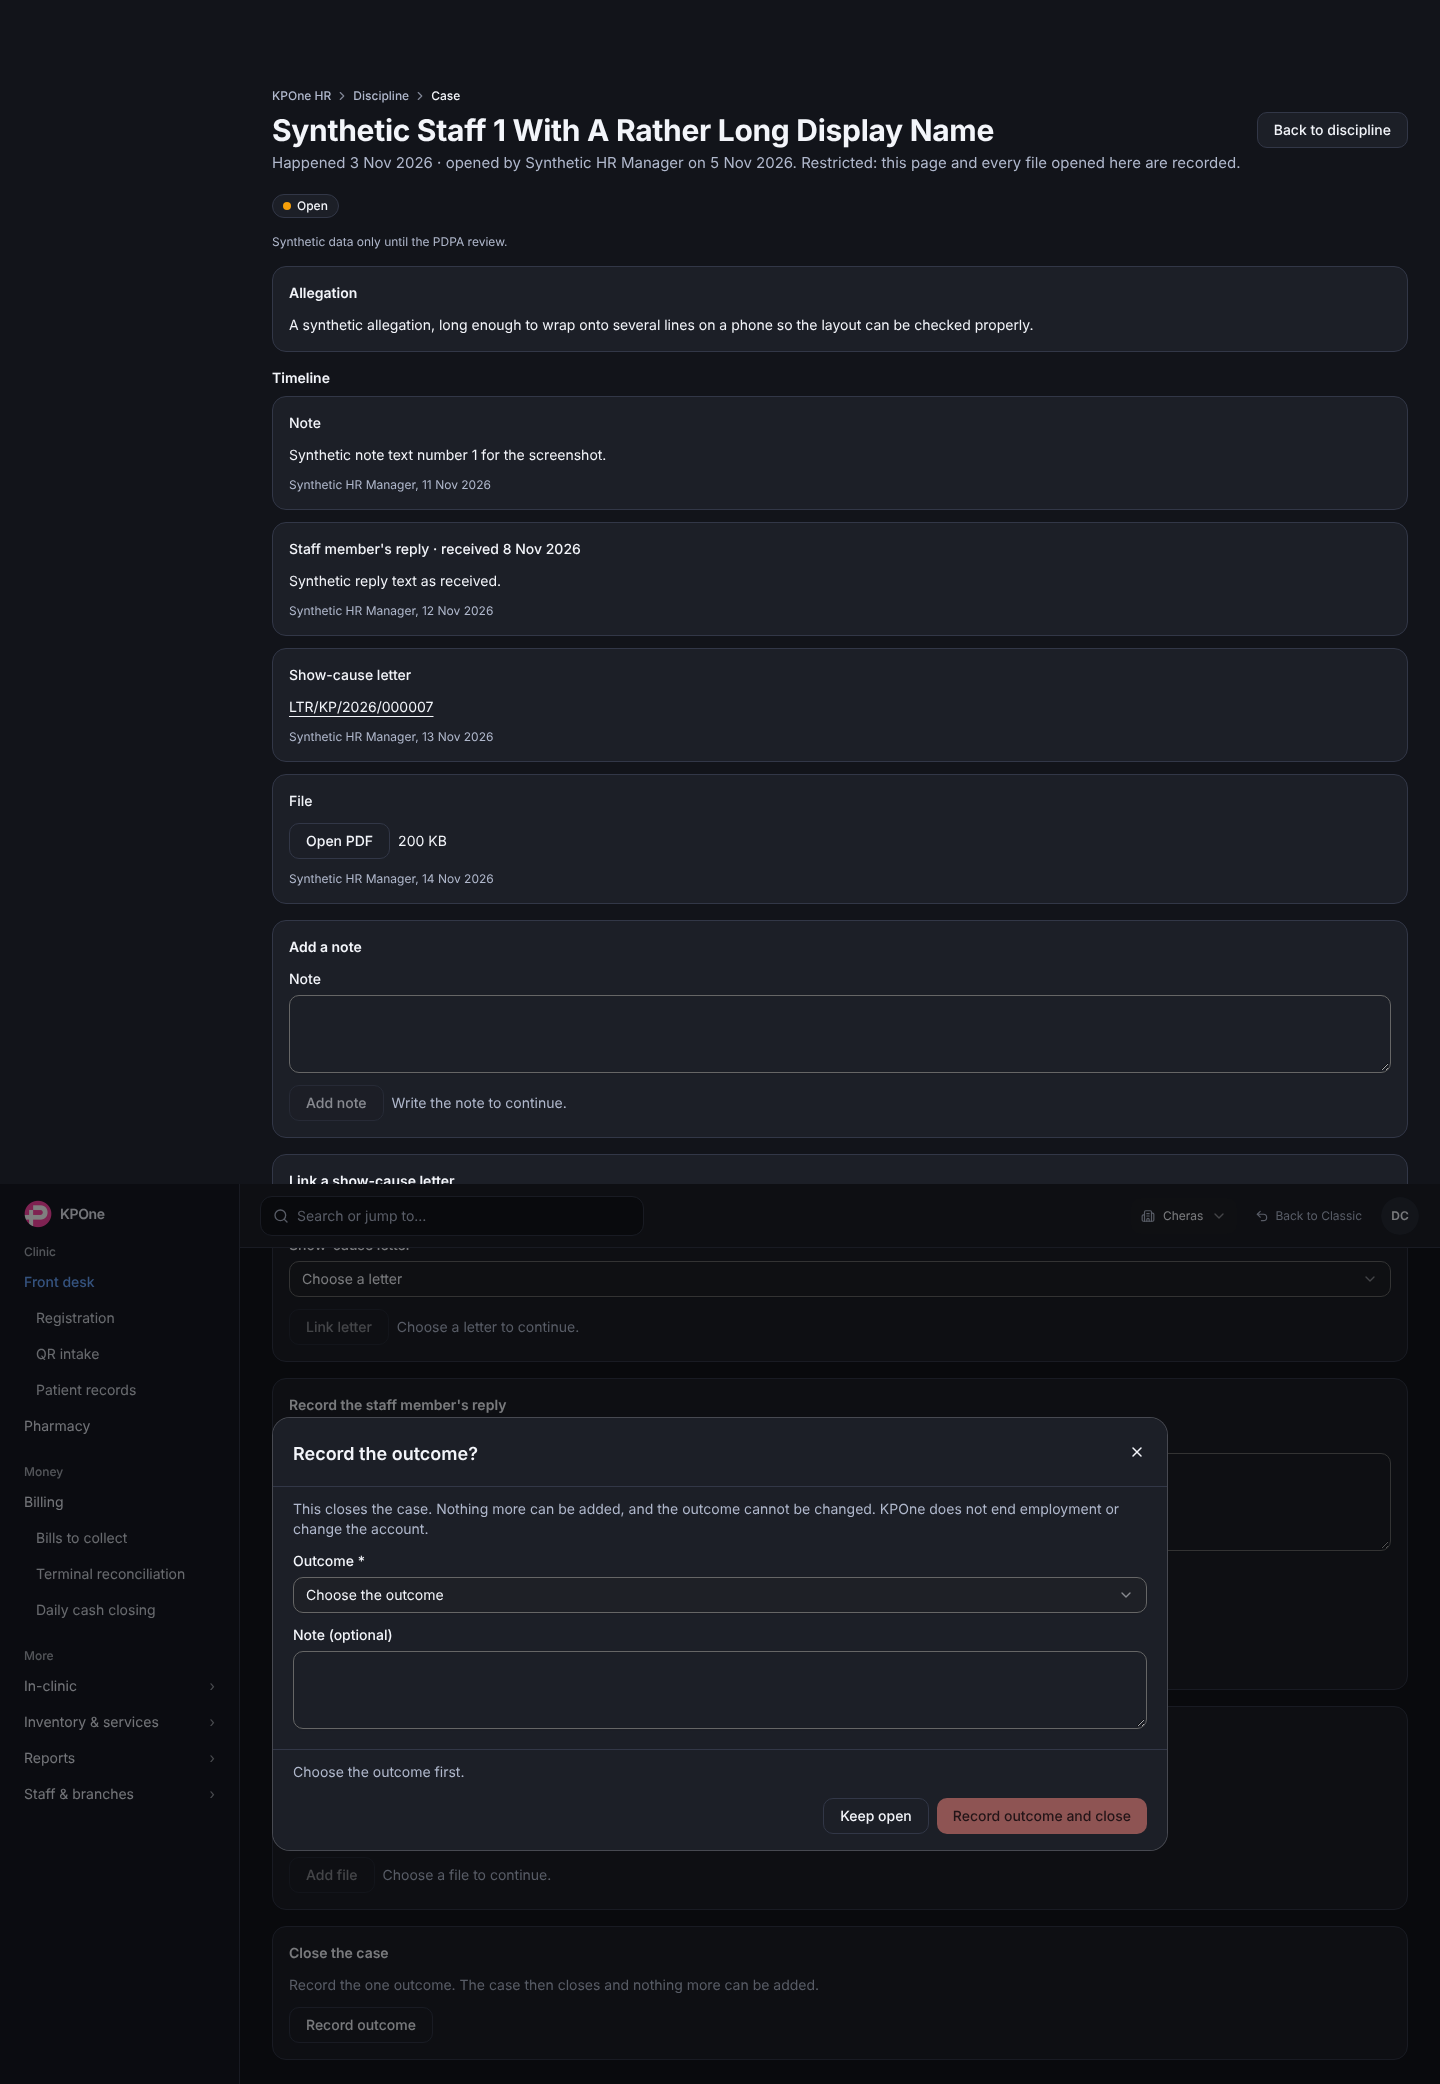 KPOne HR > Discipline > Case
Synthetic Staff 1 With A Rather Long Display Name
Back to discipline
Happened 3 Nov 2026 · opened by Synthetic HR Manager on 5 Nov 2026. Restricted: this page and every file opened here are recorded.
Open
Synthetic data only until the PDPA review.
Allegation
A synthetic allegation, long enough to wrap onto several lines on a phone so the layout can be checked properly.
Timeline
Note
Synthetic note text number 1 for the screenshot.
Synthetic HR Manager, 11 Nov 2026
Staff member's reply · received 8 Nov 2026
Synthetic reply text as received.
Synthetic HR Manager, 12 Nov 2026
Show-cause letter
LTR/KP/2026/000007
Synthetic HR Manager, 13 Nov 2026
File
Open PDF 200 KB
Synthetic HR Manager, 14 Nov 2026
Add a note
Note
Add note Write the note to continue.
Link a show-cause letter
KPOne
Search or jump to...
Cheras
Back to Classic
DC
Clinic
Front desk
Registration
QR intake
Patient records
Pharmacy
Money
Billing
Bills to collect
Terminal reconciliation
Daily cash closing
More
In-clinic
Inventory & services
Reports
Staff & branches
Show-cause letter
Choose a letter
Link letter Choose a letter to continue.
Record the staff member's reply
Record the outcome?
This closes the case. Nothing more can be added, and the outcome cannot be changed. KPOne does not end employment or
change the account.
Outcome *
Choose the outcome
Note (optional)
Choose the outcome first.
Keep open
Record outcome and close
Add file Choose a file to continue.
Close the case
Record the one outcome. The case then closes and nothing more can be added.
Record outcome